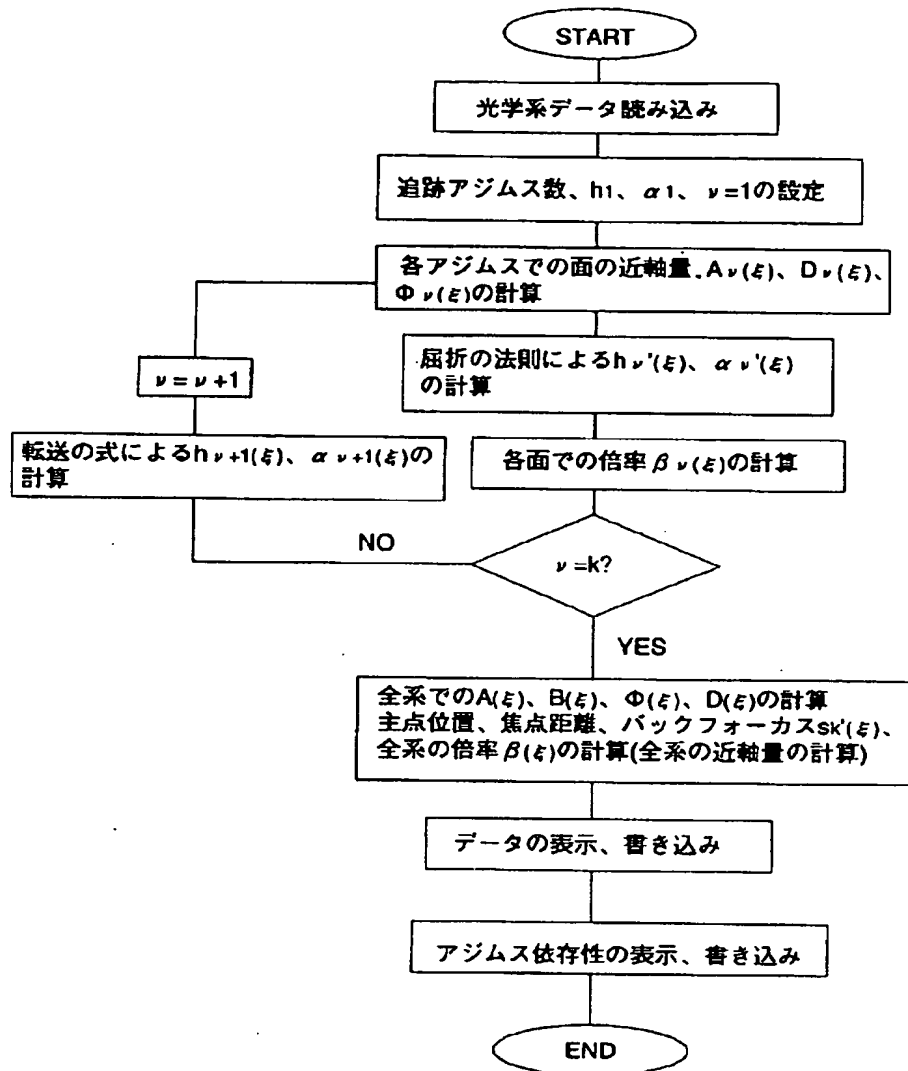 START
光学系データ読み込み
追跡アジムス数、h1、α1、ν=1の設定
各アジムスでの面の近軸量、Aν(ξ)、Dν(ξ)、
Φν(ξ)の計算
屈折の法則によるhν'(ξ)、αν'(ξ)
の計算
ν=ν+1
転送の式によるhν+1(ξ)、αν+1(ξ)の
計算
各面での倍率βν(ξ)の計算
NO
ν=k?
YES
全系でのA(ξ)、B(ξ)、Φ(ξ)、D(ξ)の計算
主点位置、焦点距離、バックフォーカスsk'(ξ)、
全系の倍率β(ξ)の計算(全系の近軸量の計算)
データの表示、書き込み
アジムス依存性の表示、書き込み
END